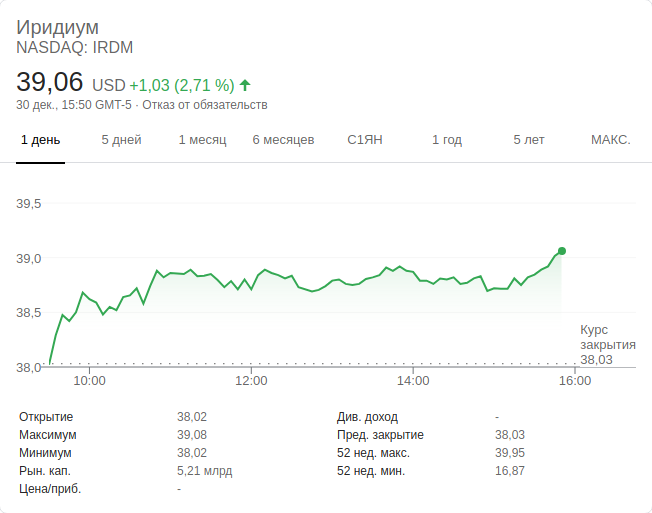 Иридиум
NASDAQ: IRDM
39,06 USD +1,03 (2,71 %)
30 дек., 15:50 GMT-5 · Отказ от обязательств
1 день 5 дней 1 месяц 6 месяцев С1ЯН 1 год 5 лет МАКС.
39,5
39,0
38,5
38,0
Курс
закрытия
38,03
10:00 12:00 14:00 16:00
Открытие 38,02 Див. доход -
Максимум 39,08 Пред. закрытие 38,03
Минимум 38,02 52 нед. макс. 39,95
Рын. кап. 5,21 млрд 52 нед. мин. 16,87
Цена/приб. -